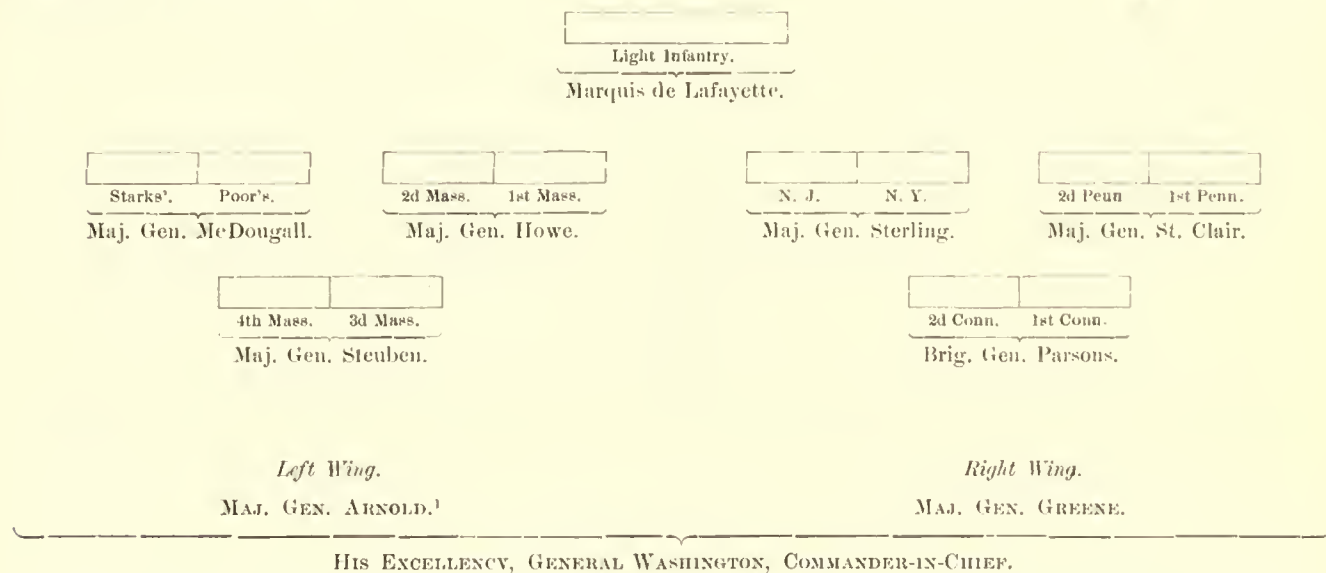 Light Infantry.
Marquis de Lafayette.
Starks'. Poor's. 2d Mass. 1st Mass. N. J. N. Y. 2d Penn 1st Penn.
Maj. Gen. McDougall. Maj. Gen. Howe. Maj. Gen. Sterling. Maj. Gen. St. Clair.
4th Mass. 3d Mass. 2d Conn. 1st Conn.
Maj. Gen. Steuben. Brig. Gen. Parsons.
Left Wing. Right Wing.
MAJ. GEN. ARNOLD.¹ MAJ. GEN. GREENE.
HIS EXCELLENCY, GENERAL WASHINGTON, COMMANDER-IN-CHIEF.